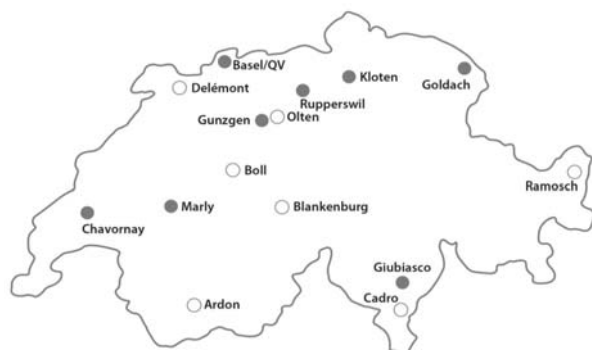 Basel/QV
Kloten
Goldach
Delémont
Rupperswil
Gunzgen
Olten
Boll
Ramosch
Marly
Blankenburg
Chavornay
Giubiasco
Cadro
Ardon